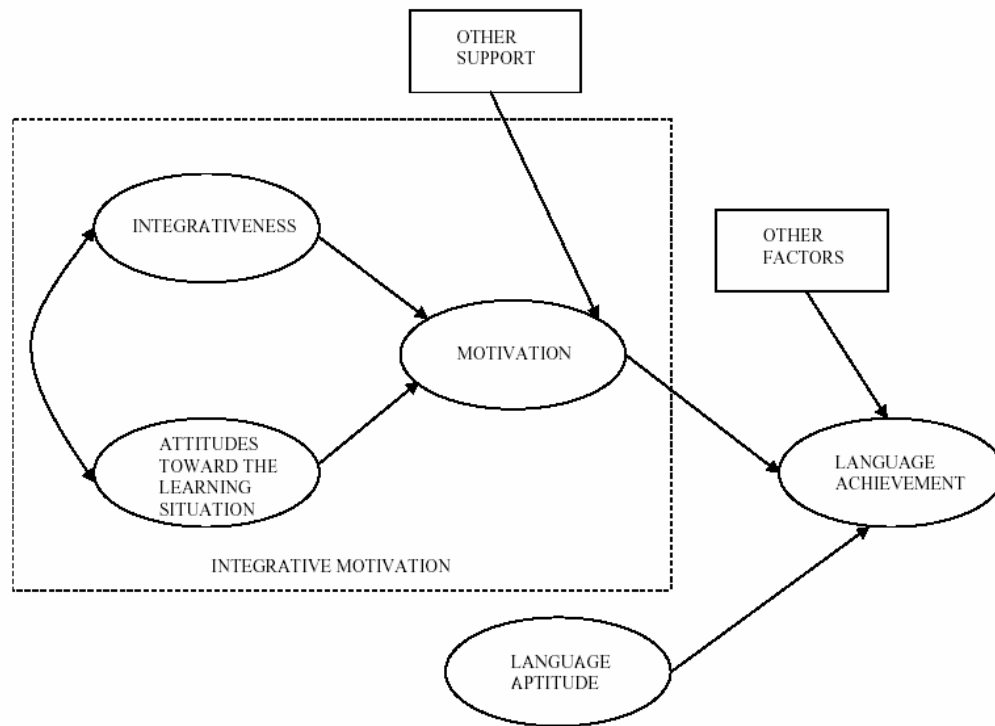 OTHER
SUPPORT
INTEGRATIVENESS
OTHER
FACTORS
MOTIVATION
ATTITUDES
TOWARD THE
LEARNING
SITUATION
LANGUAGE
ACHIEVEMENT
INTEGRATIVE MOTIVATION
LANGUAGE
APTITUDE